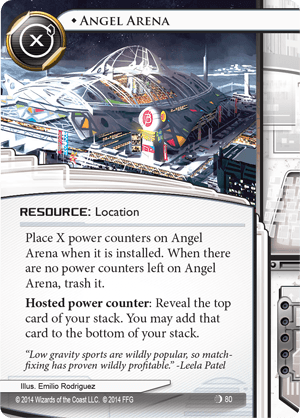 X
• ANGEL ARENA
RESOURCE: Location
Place X power counters on Angel
Arena when it is installed. When there
are no power counters left on Angel
Arena, trash it.
Hosted power counter: Reveal the top
card of your stack. You may add that
card to the bottom of your stack.
“Low gravity sports are wildly popular, so match-
fixing has proven wildly profitable.” -Leela Patel
Illus. Emilio Rodriguez
© 2014 Wizards of the Coast LLC. © 2014 FFG
80